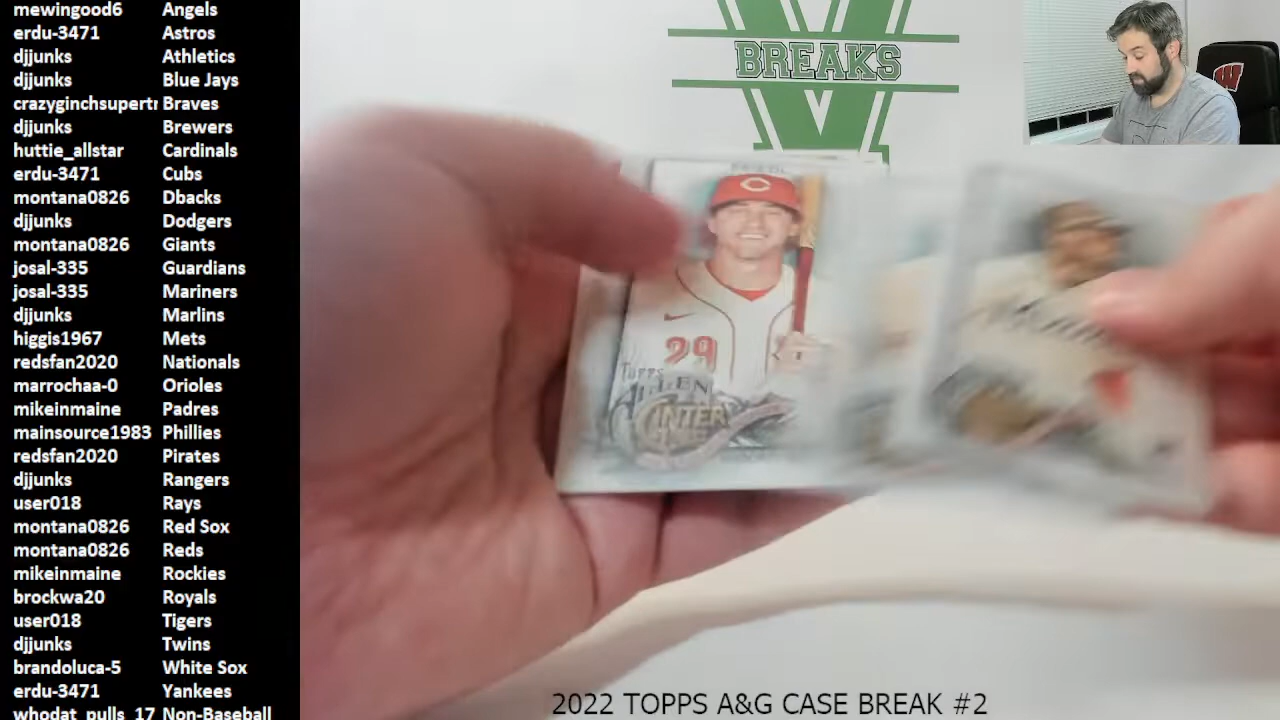 mewingood6 Angels
erdu-3471 Astros
djjunks Athletics
djjunks Blue Jays
crazyginchsupertr Braves
djjunks Brewers
huttie_allstar Cardinals
erdu-3471 Cubs
montana0826 Dbacks
djjunks Dodgers
montana0826 Giants
josal-335 Guardians
josal-335 Mariners
djjunks Marlins
higgis1967 Mets
redsfan2020 Nationals
marrochaa-0 Orioles
mikeinmaine Padres
mainsource1983 Phillies
redsfan2020 Pirates
djjunks Rangers
user018 Rays
montana0826 Red Sox
montana0826 Reds
mikeinmaine Rockies
brockwa20 Royals
user018 Tigers
djjunks Twins
brandoluca-5 White Sox
erdu-3471 Yankees
whodat_pulls_17 Non-Baseball
V
BREAKS
C
29
TOPPS
ALLEN
GINTER
W
2022 TOPPS A&G CASE BREAK #2